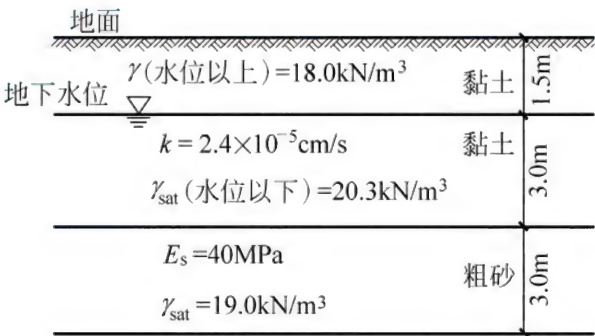 地面
γ(水位以上)=18.0kN/m³
黏土
1.5m
地下水位
k=2.4×10⁻⁵cm/s
黏土
γsat(水位以下)=20.3kN/m³
3.0m
Es=40MPa
粗砂
γsat=19.0kN/m³
3.0m